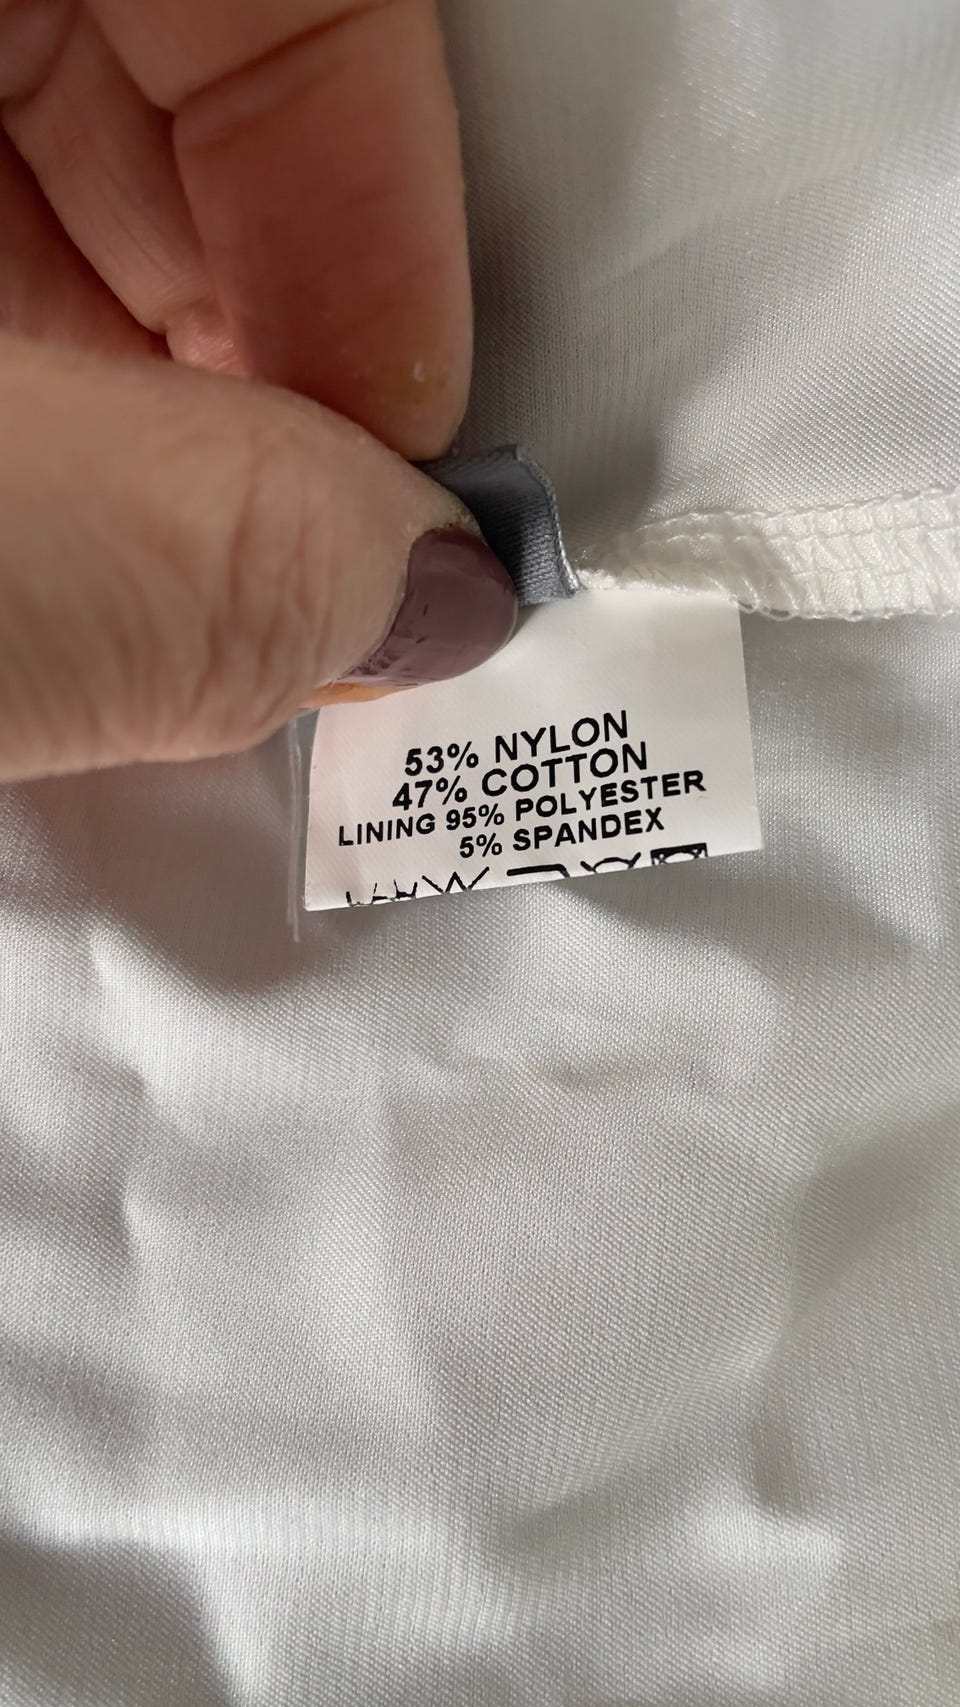 53% NYLON
47% COTTON
LINING 95% POLYESTER
5% SPANDEX